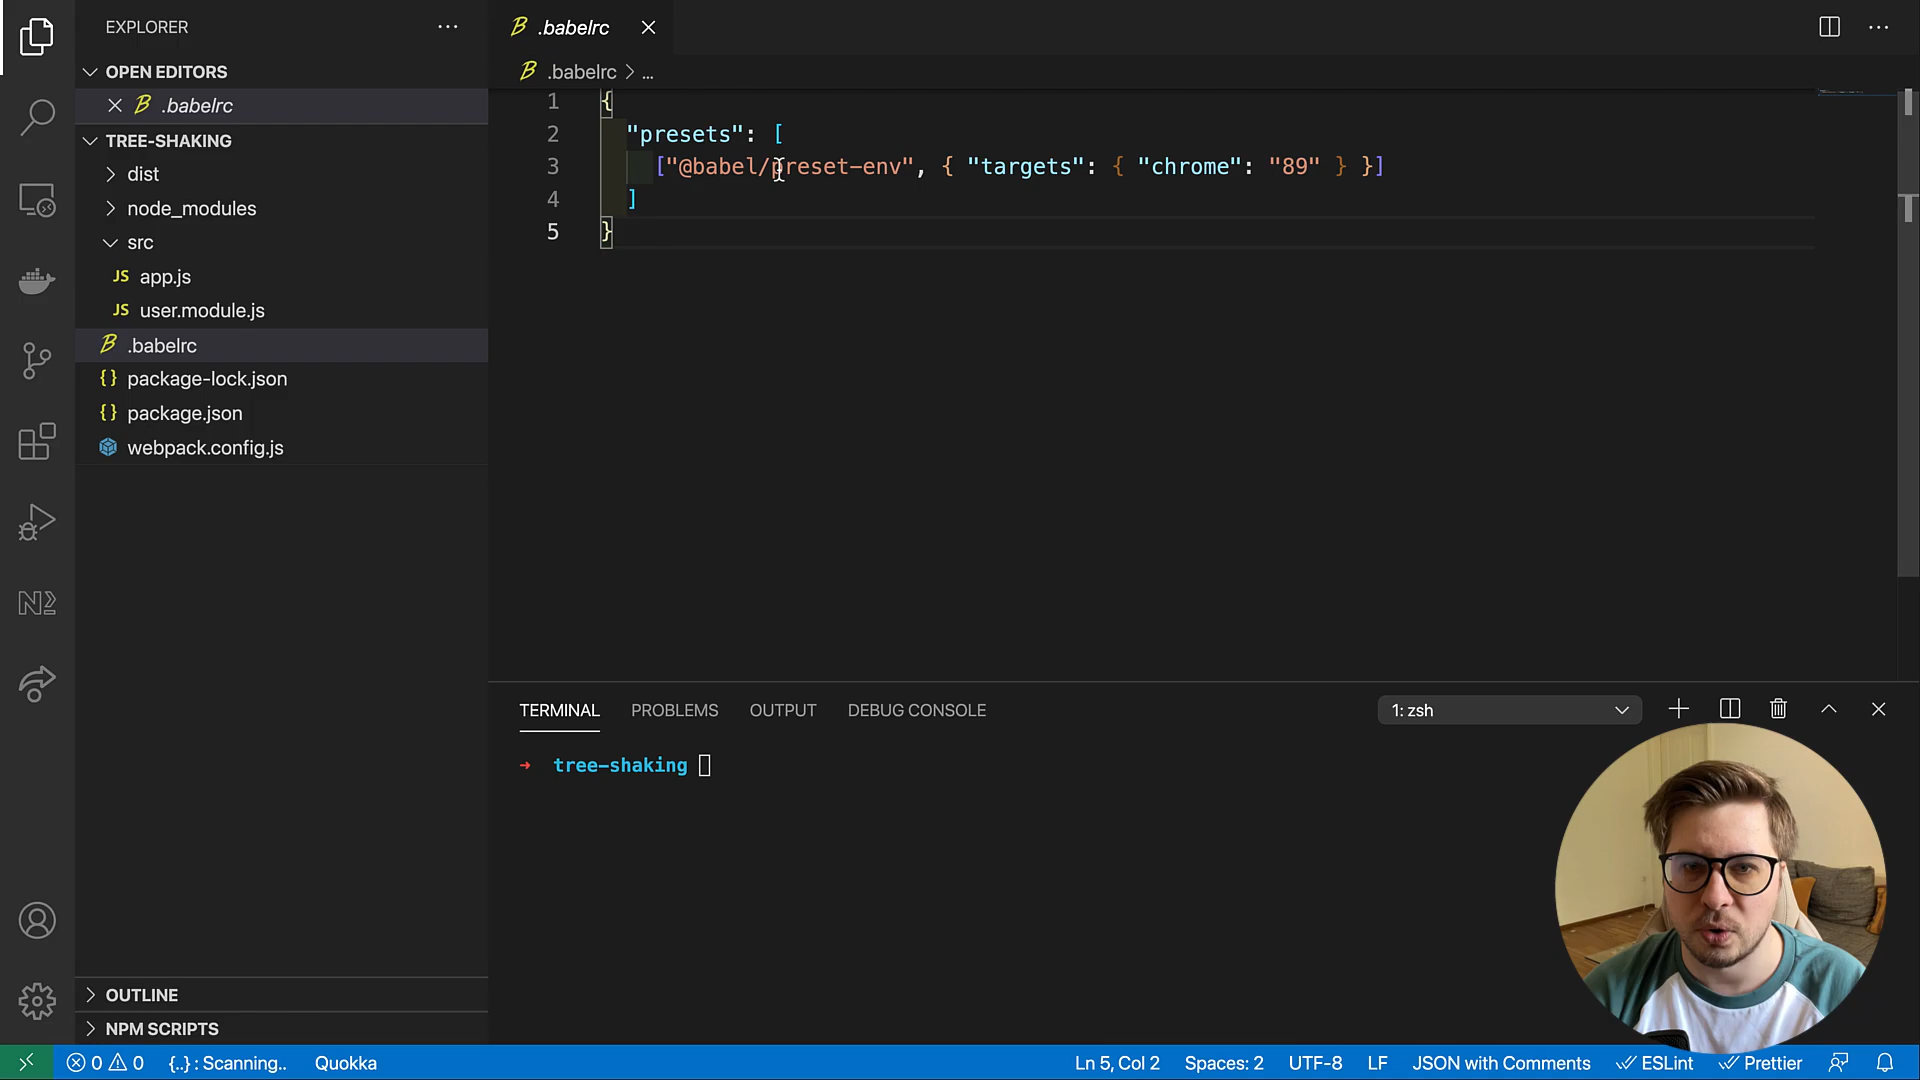 EXPLORER
OPEN EDITORS
.babelrc
TREE-SHAKING
dist
node_modules
src
JS app.js
JS user.module.js
.babelrc
{} package-lock.json
{} package.json
webpack.config.js
OUTLINE
NPM SCRIPTS
.babelrc
.babelrc > ...
1 {
2 "presets": [
3 ["@babel/preset-env", { "targets": { "chrome": "89" } }]
4 ]
5 }
TERMINAL PROBLEMS OUTPUT DEBUG CONSOLE 1: zsh
→ tree-shaking
0 0 {..} : Scanning.. Quokka Ln 5, Col 2 Spaces: 2 UTF-8 LF JSON with Comments ESLint Prettier